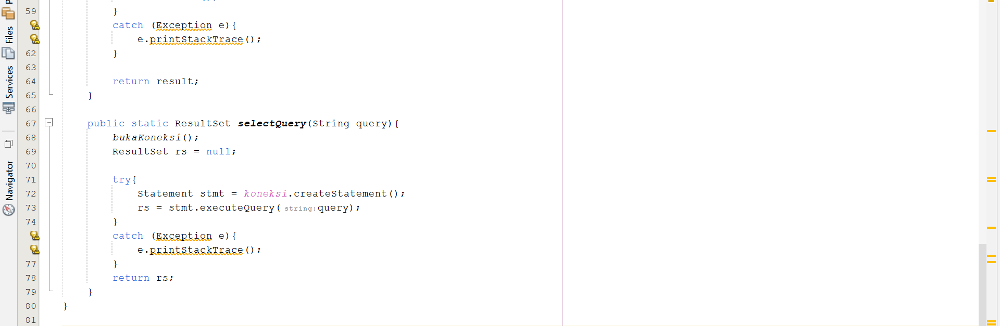 59 }
catch (Exception e){
e.printStackTrace();
62 }
63
64 return result;
65 }
66
67 public static ResultSet selectQuery(String query){
68 bukaKoneksi();
69 ResultSet rs = null;
70
71 try{
72 Statement stmt = koneksi.createStatement();
73 rs = stmt.executeQuery( string: query);
74 }
catch (Exception e){
e.printStackTrace();
77 }
78 return rs;
79 }
80 }
81
Files
Services
Navigator